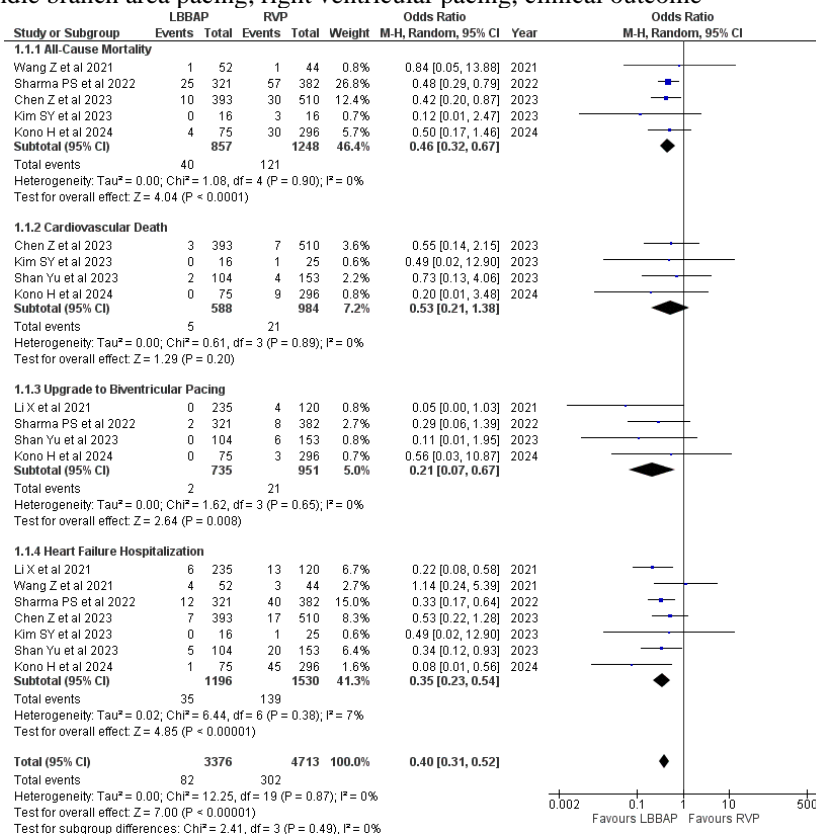 dle branch area pacing, right ventricular pacing, clinical outcome
LBBAP RVP Odds Ratio Odds Ratio
Study or Subgroup Events Total Events Total Weight M-H, Random, 95% CI Year M-H, Random, 95% CI
1.1.1 All-Cause Mortality
Wang Z et al 2021 1 52 1 44 0.8% 0.84 [0.05, 13.88] 2021
Sharma PS et al 2022 25 321 57 382 26.8% 0.48 [0.29, 0.79] 2022
Chen Z et al 2023 10 393 30 510 12.4% 0.42 [0.20, 0.87] 2023
Kim SY et al 2023 0 16 3 16 0.7% 0.12 [0.01, 2.47] 2023
Kono H et al 2024 4 75 30 296 5.7% 0.50 [0.17, 1.46] 2024
Subtotal (95% CI) 857 1248 46.4% 0.46 [0.32, 0.67]
Total events 40 121
Heterogeneity: Tau² = 0.00; Chi² = 1.08, df = 4 (P = 0.90); I² = 0%
Test for overall effect: Z = 4.04 (P < 0.0001)
1.1.2 Cardiovascular Death
Chen Z et al 2023 3 393 7 510 3.6% 0.55 [0.14, 2.15] 2023
Kim SY et al 2023 0 16 1 25 0.6% 0.49 [0.02, 12.90] 2023
Shan Yu et al 2023 2 104 4 153 2.2% 0.73 [0.13, 4.06] 2023
Kono H et al 2024 0 75 9 296 0.8% 0.20 [0.01, 3.48] 2024
Subtotal (95% CI) 588 984 7.2% 0.53 [0.21, 1.38]
Total events 5 21
Heterogeneity: Tau² = 0.00; Chi² = 0.61, df = 3 (P = 0.89); I² = 0%
Test for overall effect: Z = 1.29 (P = 0.20)
1.1.3 Upgrade to Biventricular Pacing
Li X et al 2021 0 235 4 120 0.8% 0.05 [0.00, 1.03] 2021
Sharma PS et al 2022 2 321 8 382 2.7% 0.29 [0.06, 1.39] 2022
Shan Yu et al 2023 0 104 6 153 0.8% 0.11 [0.01, 1.95] 2023
Kono H et al 2024 0 75 3 296 0.7% 0.56 [0.03, 10.87] 2024
Subtotal (95% CI) 735 951 5.0% 0.21 [0.07, 0.67]
Total events 2 21
Heterogeneity: Tau² = 0.00; Chi² = 1.62, df = 3 (P = 0.65); I² = 0%
Test for overall effect: Z = 2.64 (P = 0.008)
1.1.4 Heart Failure Hospitalization
Li X et al 2021 6 235 13 120 6.7% 0.22 [0.08, 0.58] 2021
Wang Z et al 2021 4 52 3 44 2.7% 1.14 [0.24, 5.39] 2021
Sharma PS et al 2022 12 321 40 382 15.0% 0.33 [0.17, 0.64] 2022
Chen Z et al 2023 7 393 17 510 8.3% 0.53 [0.22, 1.28] 2023
Kim SY et al 2023 0 16 1 25 0.6% 0.49 [0.02, 12.90] 2023
Shan Yu et al 2023 5 104 20 153 6.4% 0.34 [0.12, 0.93] 2023
Kono H et al 2024 1 75 45 296 1.6% 0.08 [0.01, 0.56] 2024
Subtotal (95% CI) 1196 1530 41.3% 0.35 [0.23, 0.54]
Total events 35 139
Heterogeneity: Tau² = 0.02; Chi² = 6.44, df = 6 (P = 0.38); I² = 7%
Test for overall effect: Z = 4.85 (P < 0.00001)
Total (95% CI) 3376 4713 100.0% 0.40 [0.31, 0.52]
Total events 82 302
Heterogeneity: Tau² = 0.00; Chi² = 12.25, df = 19 (P = 0.87); I² = 0%
Test for overall effect: Z = 7.00 (P < 0.00001)
Test for subgroup differences: Chi² = 2.41, df = 3 (P = 0.49), I² = 0%
0.002 0.1 1 10 500
Favours LBBAP Favours RVP